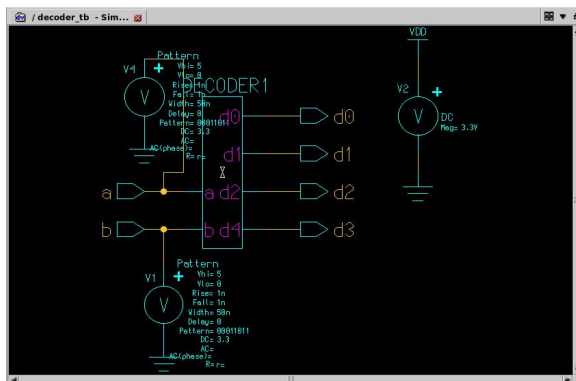 / decoder_tb - Sim...
Pattern
V4
Vhi= 5
Vlo= 0
Rise= 1n
Fall= 1n
Width= 50n
Delay= 0
Pattern= 00011011
DC= 3.3
AC=
AC(phase)=
R= r=
DECODER1
d0
d1
a d2
b d4
a
b
d0
d1
d2
d3
VDD
V2
DC
Mag= 3.3V
Pattern
V1
Vhi= 5
Vlo= 0
Rise= 1n
Fall= 1n
Width= 50n
Delay= 0
Pattern= 00011011
DC= 3.3
AC=
AC(phase)=
R= r=
V
V
V